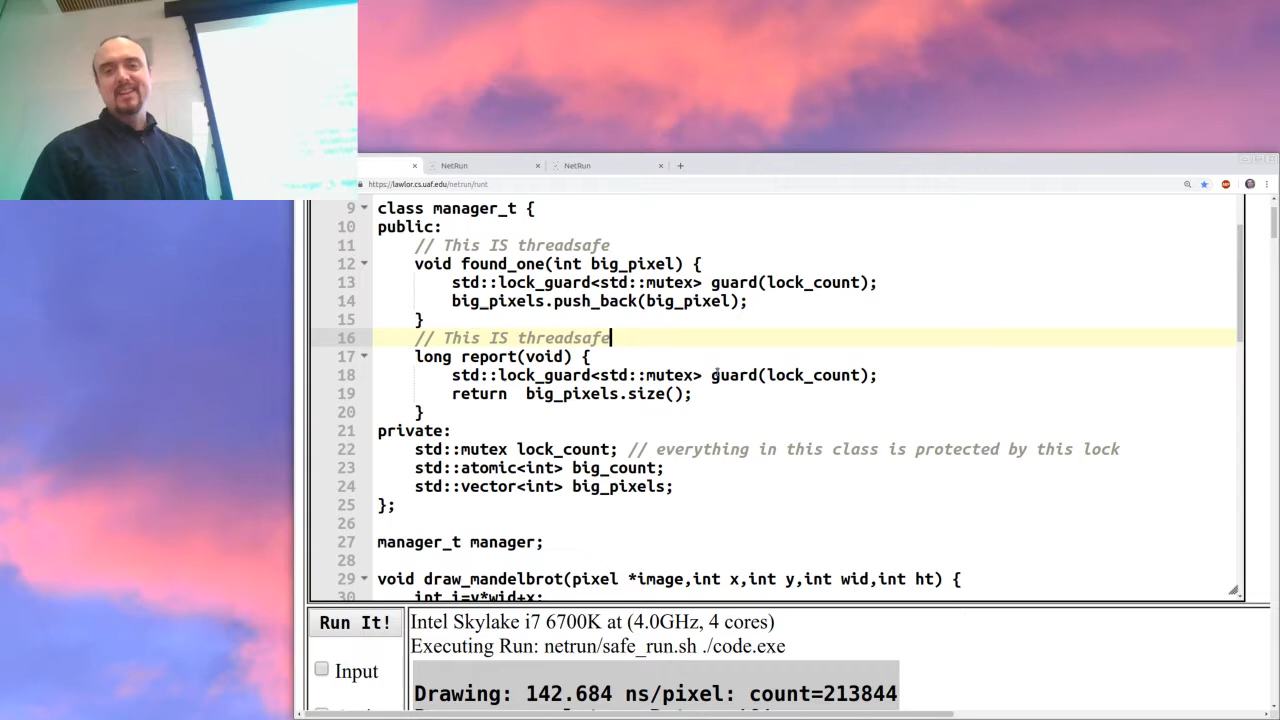 NetRun
NetRun
https://lawlor.cs.uaf.edu/netrun/runt
9 class manager_t {
10 public:
11 // This IS threadsafe
12 void found_one(int big_pixel) {
13 std::lock_guard<std::mutex> guard(lock_count);
14 big_pixels.push_back(big_pixel);
15 }
16 // This IS threadsafe
17 long report(void) {
18 std::lock_guard<std::mutex> guard(lock_count);
19 return big_pixels.size();
20 }
21 private:
22 std::mutex lock_count; // everything in this class is protected by this lock
23 std::atomic<int> big_count;
24 std::vector<int> big_pixels;
25 };
26
27 manager_t manager;
28
29 void draw_mandelbrot(pixel *image,int x,int y,int wid,int ht) {
30 int i=y*wid+x;
Run It!
Input
Intel Skylake i7 6700K at (4.0GHz, 4 cores)
Executing Run: netrun/safe_run.sh ./code.exe
Drawing: 142.684 ns/pixel: count=213844